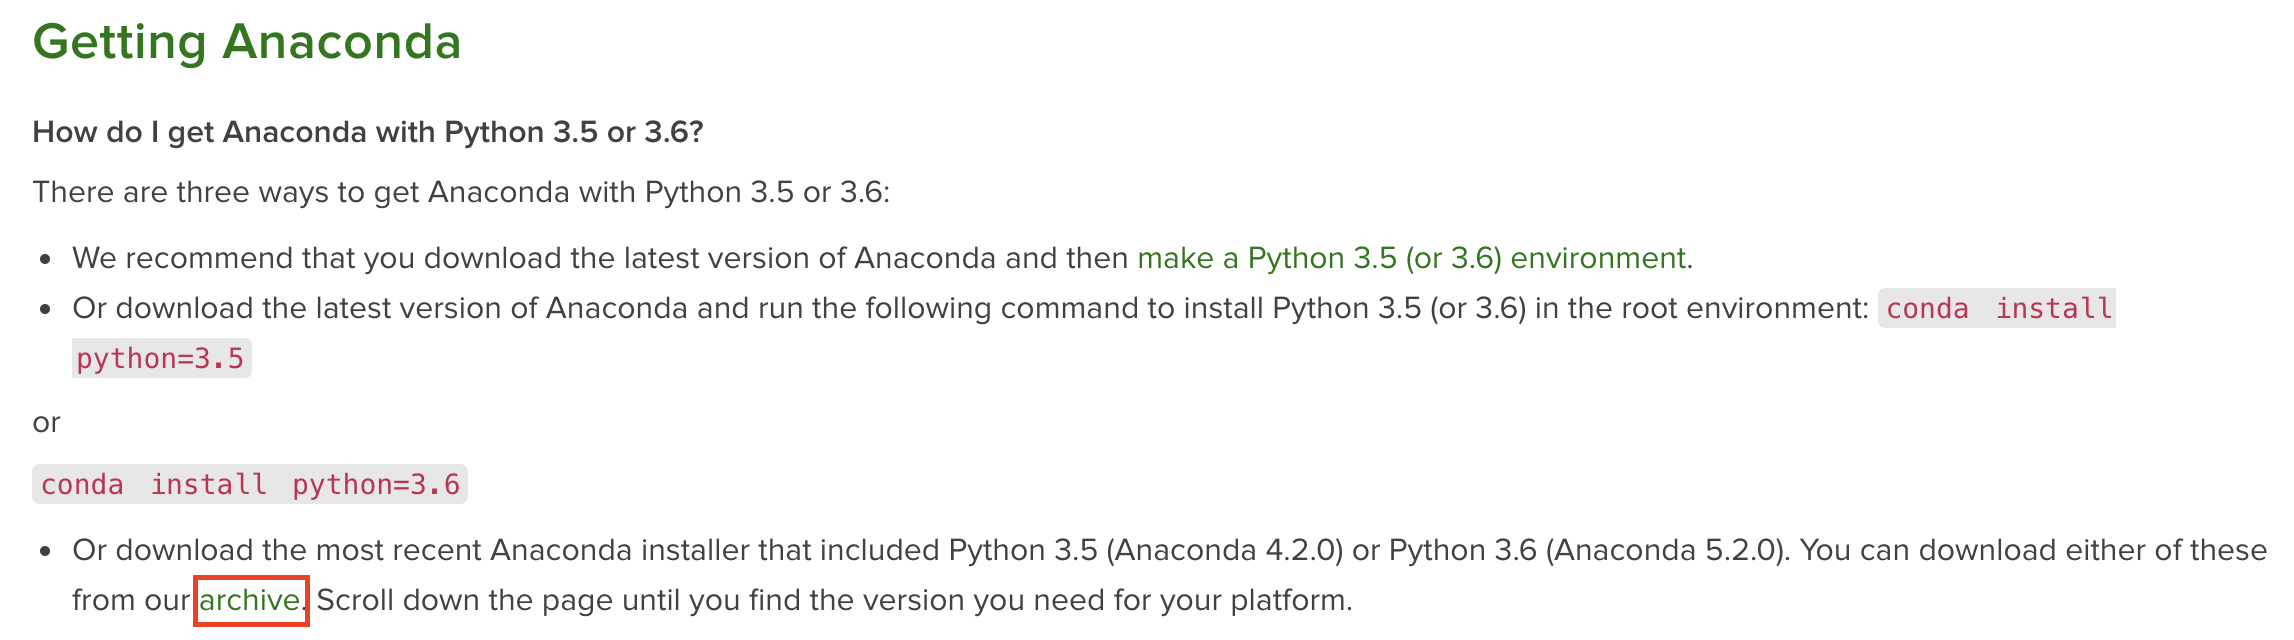 Getting Anaconda
How do I get Anaconda with Python 3.5 or 3.6?
There are three ways to get Anaconda with Python 3.5 or 3.6:
• We recommend that you download the latest version of Anaconda and then make a Python 3.5 (or 3.6) environment.
• Or download the latest version of Anaconda and run the following command to install Python 3.5 (or 3.6) in the root environment: conda install
python=3.5
or
conda install python=3.6
• Or download the most recent Anaconda installer that included Python 3.5 (Anaconda 4.2.0) or Python 3.6 (Anaconda 5.2.0). You can download either of these
from our archive. Scroll down the page until you find the version you need for your platform.